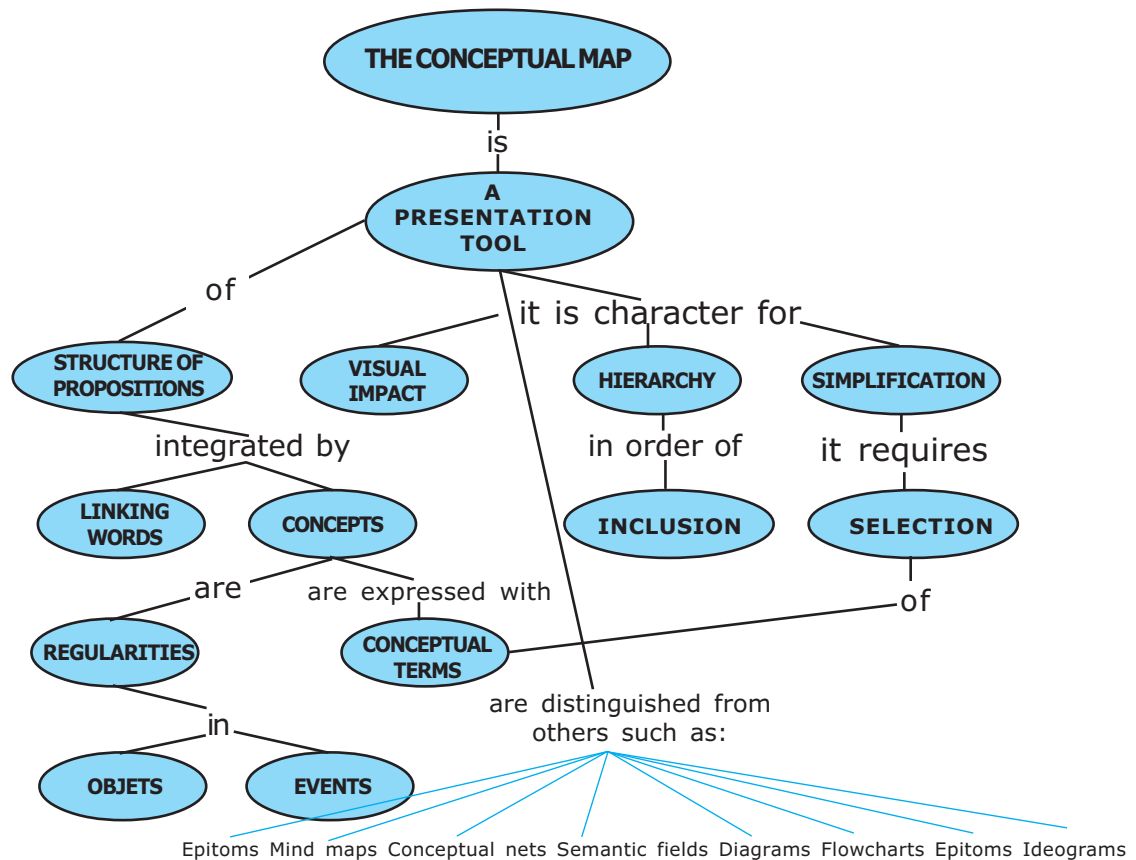 THE CONCEPTUAL MAP
is
A
PRESENTATION
TOOL
of
it is character for
STRUCTURE OF
PROPOSITIONS
VISUAL
IMPACT
HIERARCHY
SIMPLIFICATION
integrated by
in order of
it requires
LINKING
WORDS
CONCEPTS
INCLUSION
SELECTION
are
are expressed with
of
REGULARITIES
CONCEPTUAL
TERMS
are distinguished from
others such as:
in
OBJETS
EVENTS
Epitoms Mind maps Conceptual nets Semantic fields Diagrams Flowcharts Epitoms Ideograms